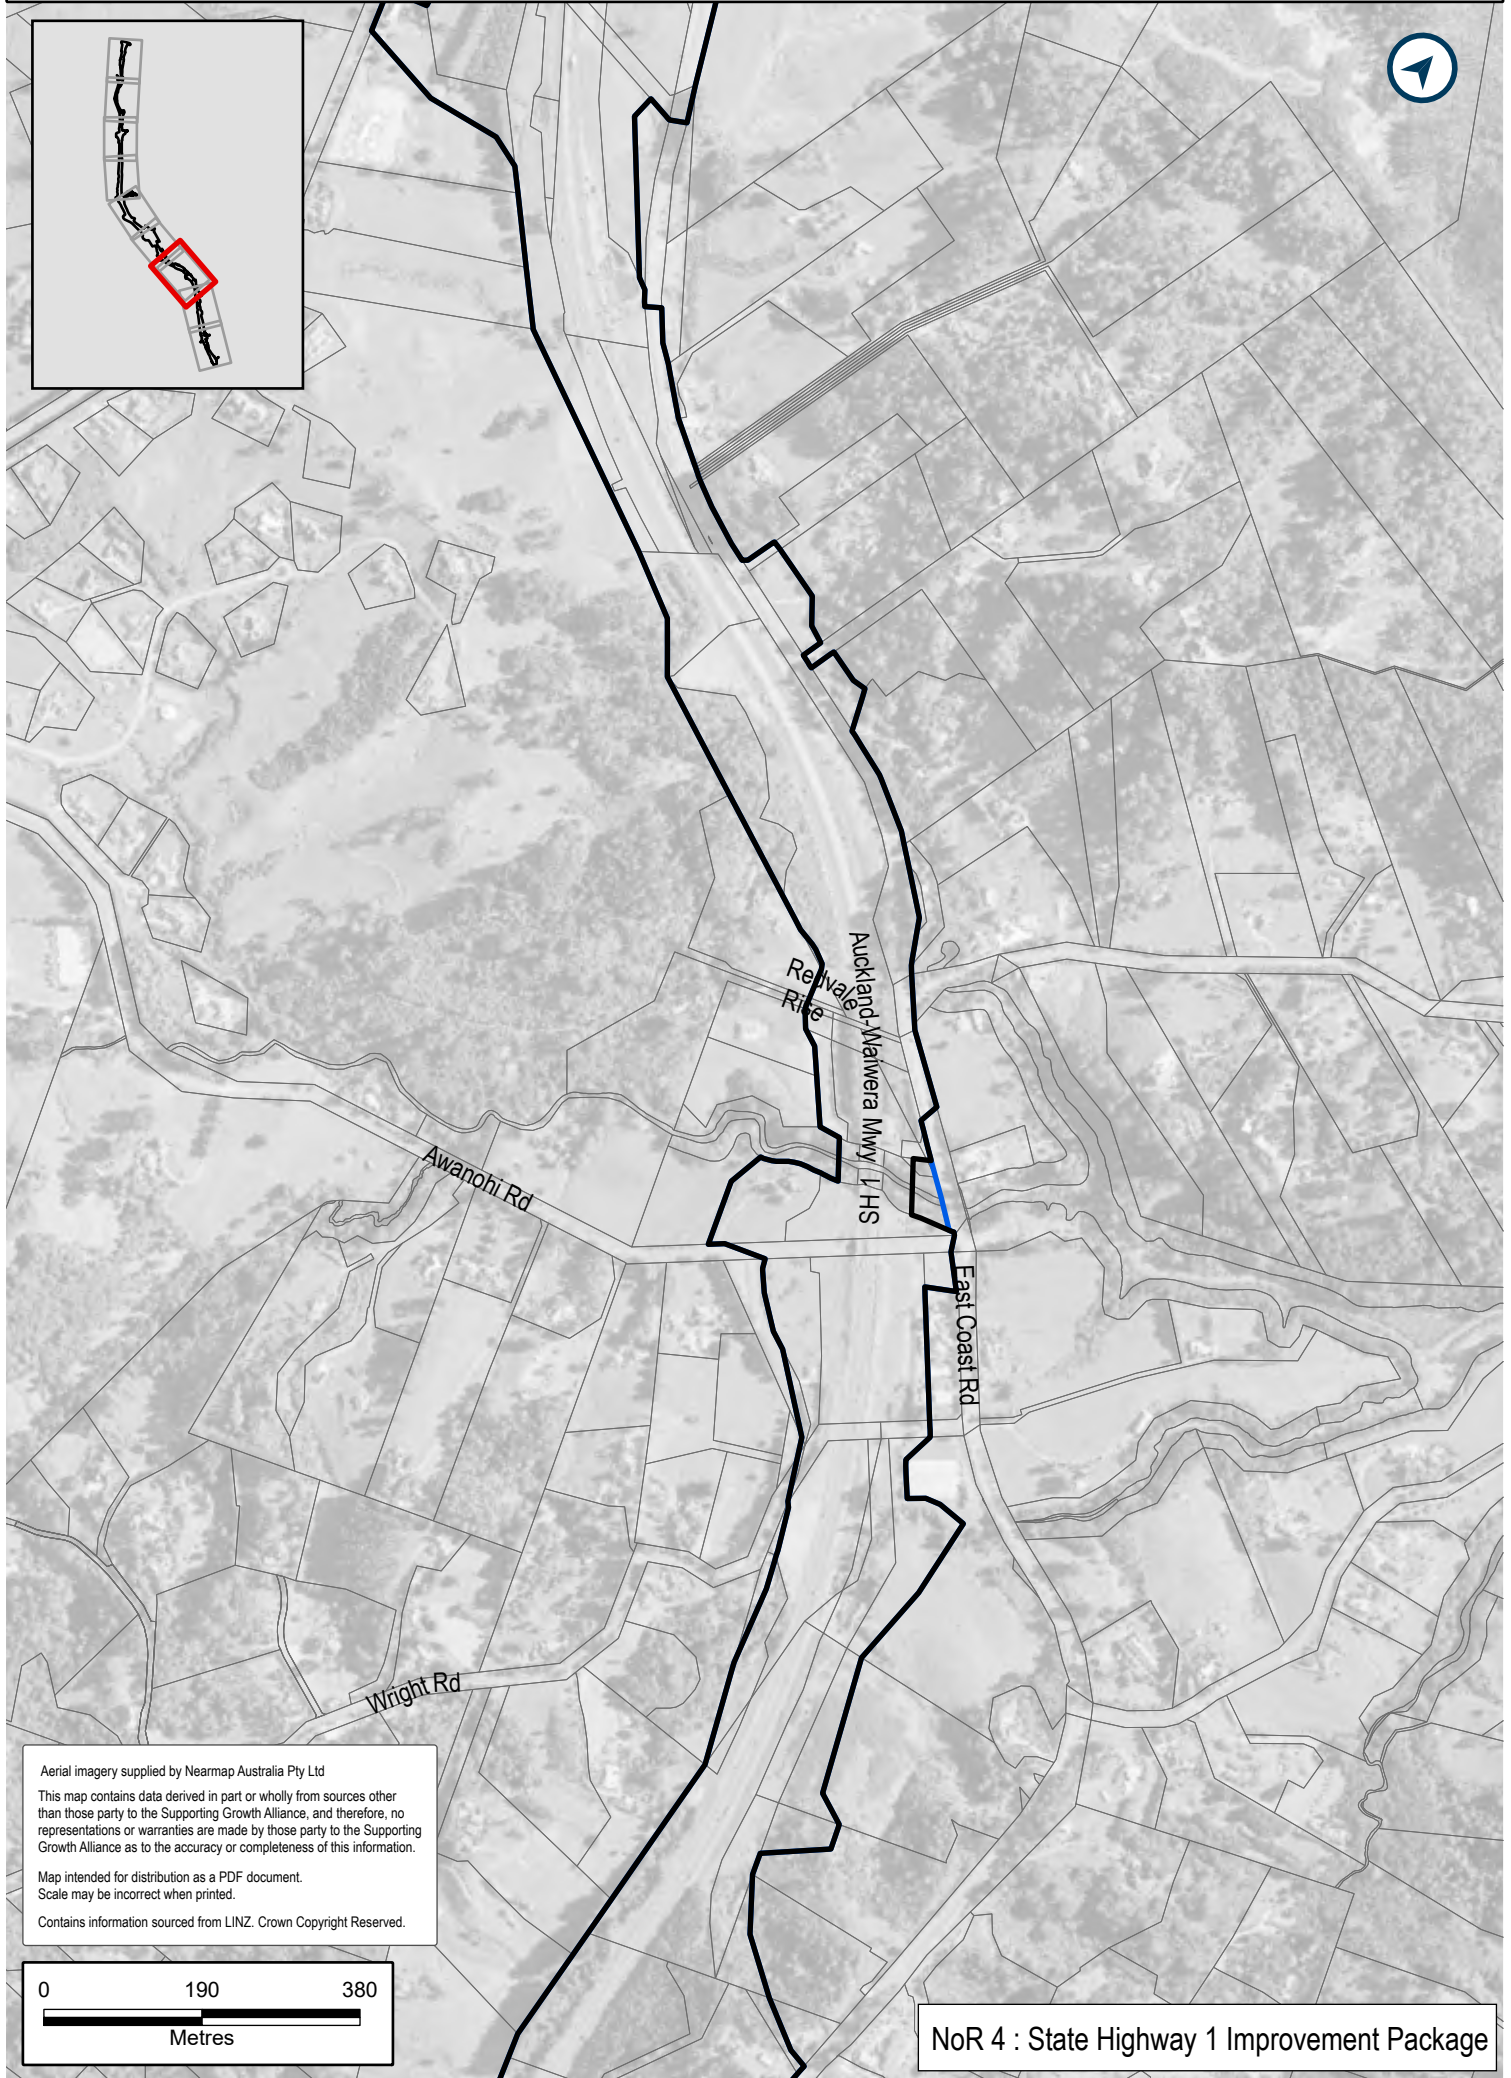 Auckland-Waiwera Mwy
Redvale
Rise
/ SH 1
Awanohi Rd
East Coast Rd
Wright Rd
Aerial imagery supplied by Nearmap Australia Pty Ltd
This map contains data derived in part or wholly from sources other
than those party to the Supporting Growth Alliance, and therefore, no
representations or warranties are made by those party to the Supporting
Growth Alliance as to the accuracy or completeness of this information.
Map intended for distribution as a PDF document.
Scale may be incorrect when printed.
Contains information sourced from LINZ. Crown Copyright Reserved.
0 190 380
Metres
NoR 4 : State Highway 1 Improvement Package